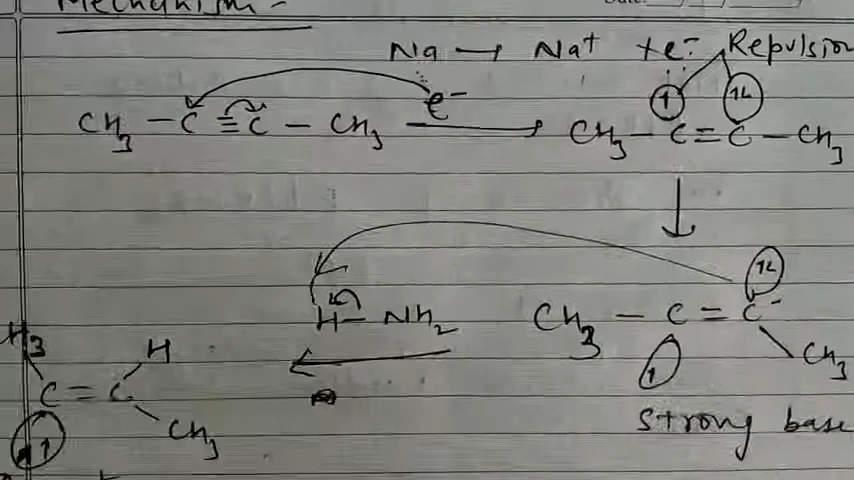 Mechanism -
Na → Na⁺ + e⁻ Repulsion
CH₃ – C ≡ C – CH₃ e⁻ → CH₃ – C = C – CH₃
1 1L
H – NH₂ CH₃ – C = C⁻
1L
CH₃
1
strong base
H₃ C = C H
CH₃
1